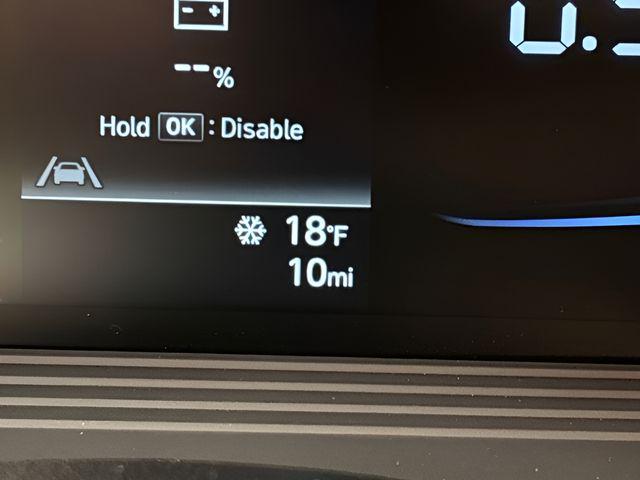 --%
Hold OK : Disable
18°F
10mi